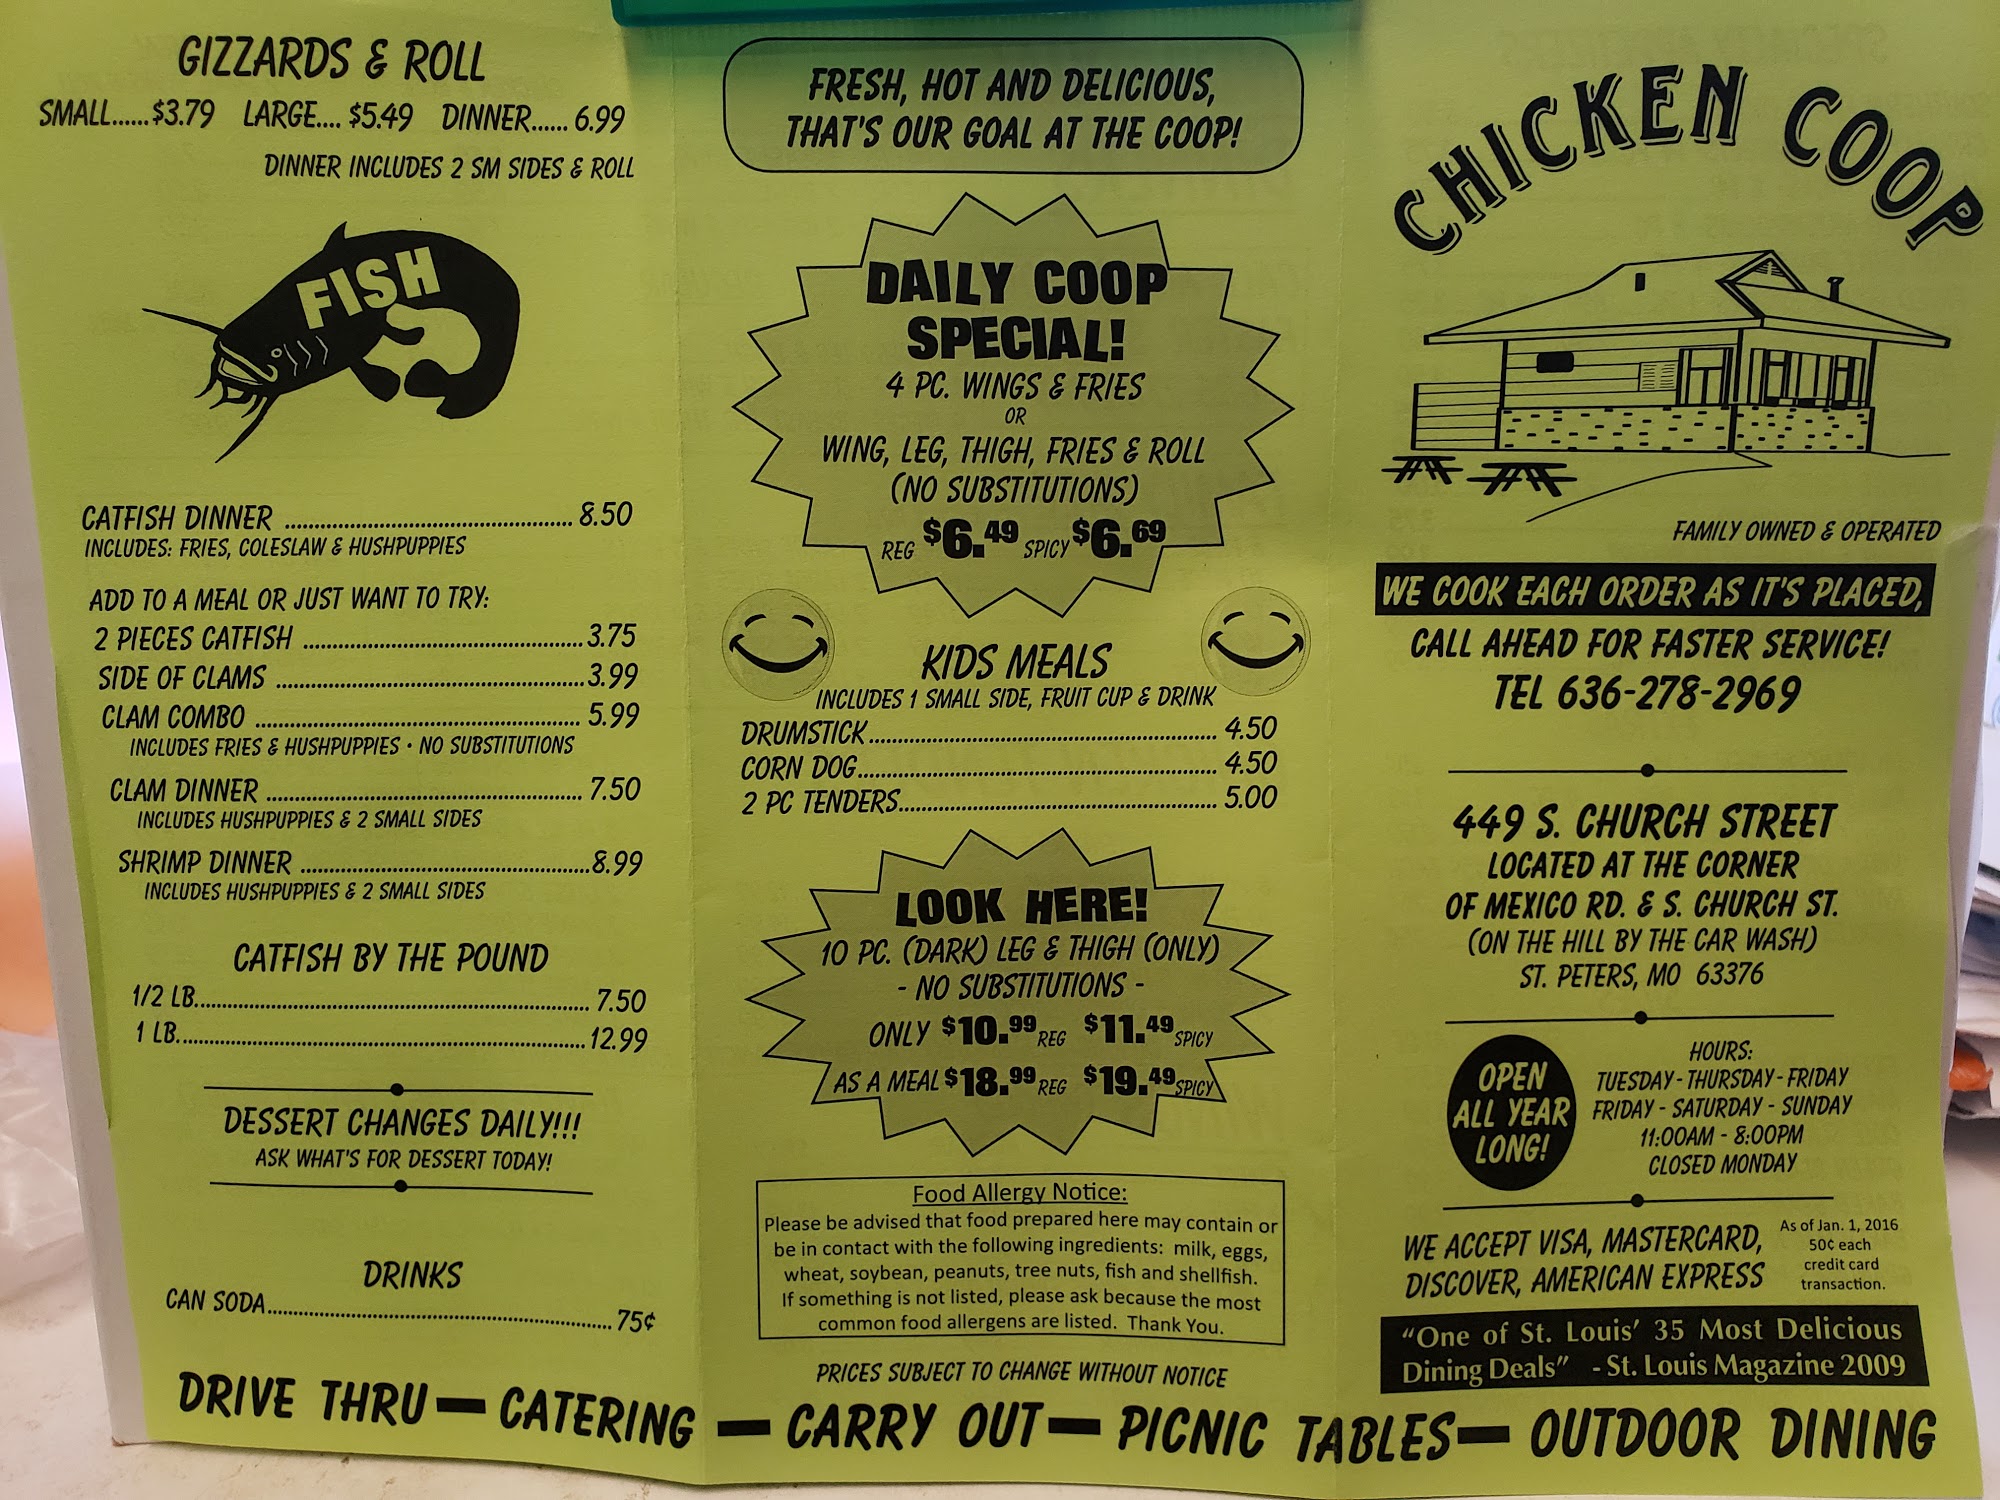 GIZZARDS & ROLL
SMALL......$3.79 LARGE.... $5.49 DINNER...... 6.99
DINNER INCLUDES 2 SM SIDES & ROLL
FISH
CATFISH DINNER ........ 8.50
INCLUDES: FRIES, COLESLAW & HUSHPUPPIES
ADD TO A MEAL OR JUST WANT TO TRY:
2 PIECES CATFISH ........ 3.75
SIDE OF CLAMS ........ 3.99
CLAM COMBO ........ 5.99
INCLUDES FRIES & HUSHPUPPIES • NO SUBSTITUTIONS
CLAM DINNER ........ 7.50
INCLUDES HUSHPUPPIES & 2 SMALL SIDES
SHRIMP DINNER ........ 8.99
INCLUDES HUSHPUPPIES & 2 SMALL SIDES
CATFISH BY THE POUND
1/2 LB........ 7.50
1 LB........ 12.99
DESSERT CHANGES DAILY!!!
ASK WHAT'S FOR DESSERT TODAY!
DRINKS
CAN SODA........ 75¢
FRESH, HOT AND DELICIOUS,
THAT'S OUR GOAL AT THE COOP!
DAILY COOP
SPECIAL!
4 PC. WINGS & FRIES
OR
WING, LEG, THIGH, FRIES & ROLL
(NO SUBSTITUTIONS)
REG $6.49 SPICY $6.69
KIDS MEALS
INCLUDES 1 SMALL SIDE, FRUIT CUP & DRINK
DRUMSTICK........ 4.50
CORN DOG........ 4.50
2 PC TENDERS........ 5.00
LOOK HERE!
10 PC. (DARK) LEG & THIGH (ONLY)
- NO SUBSTITUTIONS -
ONLY $10.99 REG $11.49 SPICY
AS A MEAL $18.99 REG $19.49 SPICY
Food Allergy Notice:
Please be advised that food prepared here may contain or
be in contact with the following ingredients: milk, eggs,
wheat, soybean, peanuts, tree nuts, fish and shellfish.
If something is not listed, please ask because the most
common food allergens are listed. Thank You.
PRICES SUBJECT TO CHANGE WITHOUT NOTICE
CHICKEN COOP
FAMILY OWNED & OPERATED
WE COOK EACH ORDER AS IT'S PLACED,
CALL AHEAD FOR FASTER SERVICE!
TEL 636-278-2969
449 S. CHURCH STREET
LOCATED AT THE CORNER
OF MEXICO RD. & S. CHURCH ST.
(ON THE HILL BY THE CAR WASH)
ST. PETERS, MO 63376
OPEN
ALL YEAR
LONG!
HOURS:
TUESDAY - THURSDAY - FRIDAY
FRIDAY - SATURDAY - SUNDAY
11:00AM - 8:00PM
CLOSED MONDAY
WE ACCEPT VISA, MASTERCARD,
DISCOVER, AMERICAN EXPRESS
As of Jan. 1, 2016
50¢ each
credit card
transaction.
"One of St. Louis' 35 Most Delicious
Dining Deals" - St. Louis Magazine 2009
DRIVE THRU — CATERING — CARRY OUT — PICNIC TABLES — OUTDOOR DINING